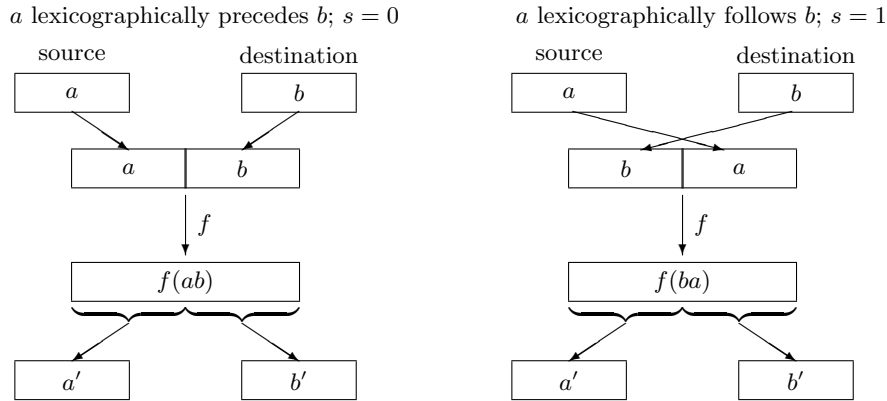 a lexicographically precedes b; s = 0
a lexicographically follows b; s = 1
source destination
source destination
a b
a b
a b
b a
f
f
f(ab)
f(ba)
a′ b′
a′ b′